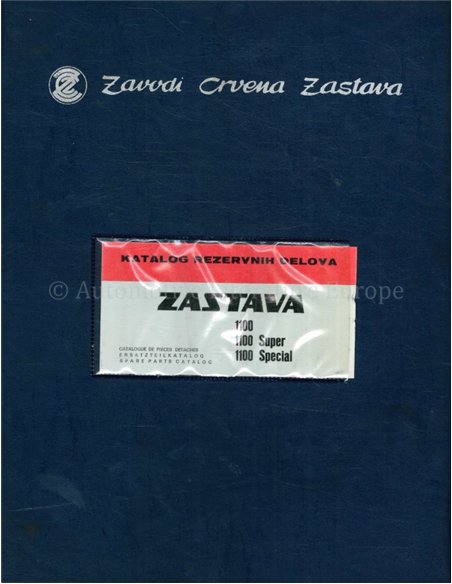 Zavodi Crvena Zastava
KATALOG REZERVNIH DELOVA
ZASTAVA
1100
1100 Super
1100 Special
CATALOGUE DE PIECES DETACHEES
ERSATZTEILKATALOG
SPARE PARTS CATALOG